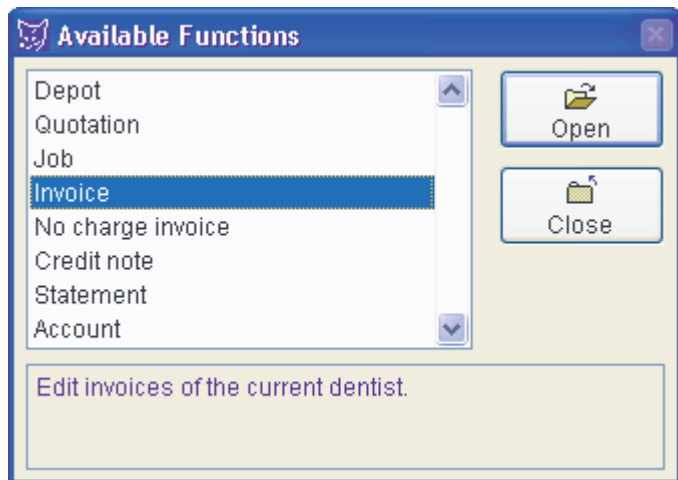 Available Functions
Depot
Quotation
Job
Invoice
No charge invoice
Credit note
Statement
Account
Open
Close
Edit invoices of the current dentist.